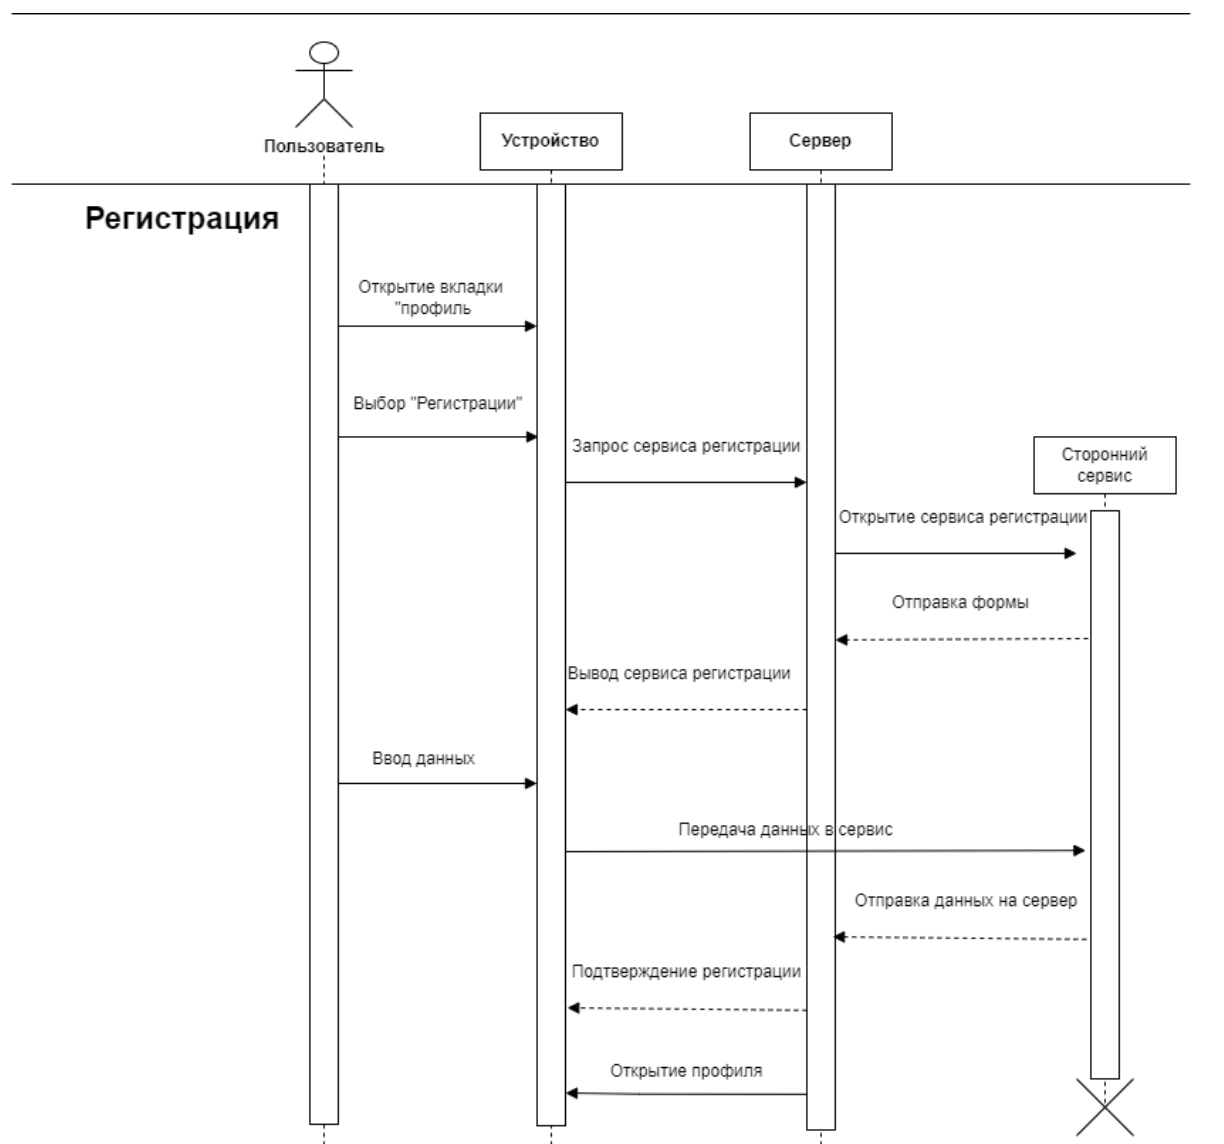 Пользователь
Устройство
Сервер
Регистрация
Открытие вкладки
"профиль
Выбор "Регистрации"
Запрос сервиса регистрации
Сторонний
сервис
Открытие сервиса регистрации
Отправка формы
Вывод сервиса регистрации
Ввод данных
Передача данных в сервис
Отправка данных на сервер
Подтверждение регистрации
Открытие профиля